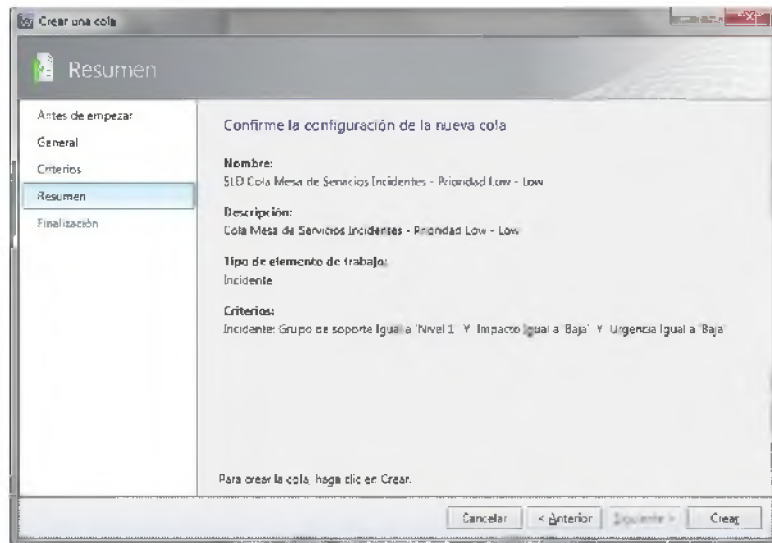 Crear una cola
Resumen
Antes de empezar
General
Criterios
Resumen
Finalización
Confirme la configuración de la nueva cola
Nombre:
SLO Cola Mesa de Servicios Incidentes - Prioridad Low - Low
Descripción:
Cola Mesa de Servicios Incidentes - Prioridad Low - Low
Tipo de elemento de trabajo:
Incidente
Criterios:
Incidente: Grupo de soporte Igual a 'Nivel 1' Y Impacto Igual a 'Baja' Y Urgencia Igual a 'Baja'
Para crear la cola, haga clic en Crear.
Cancelar
< Anterior
Siguiente >
Crear